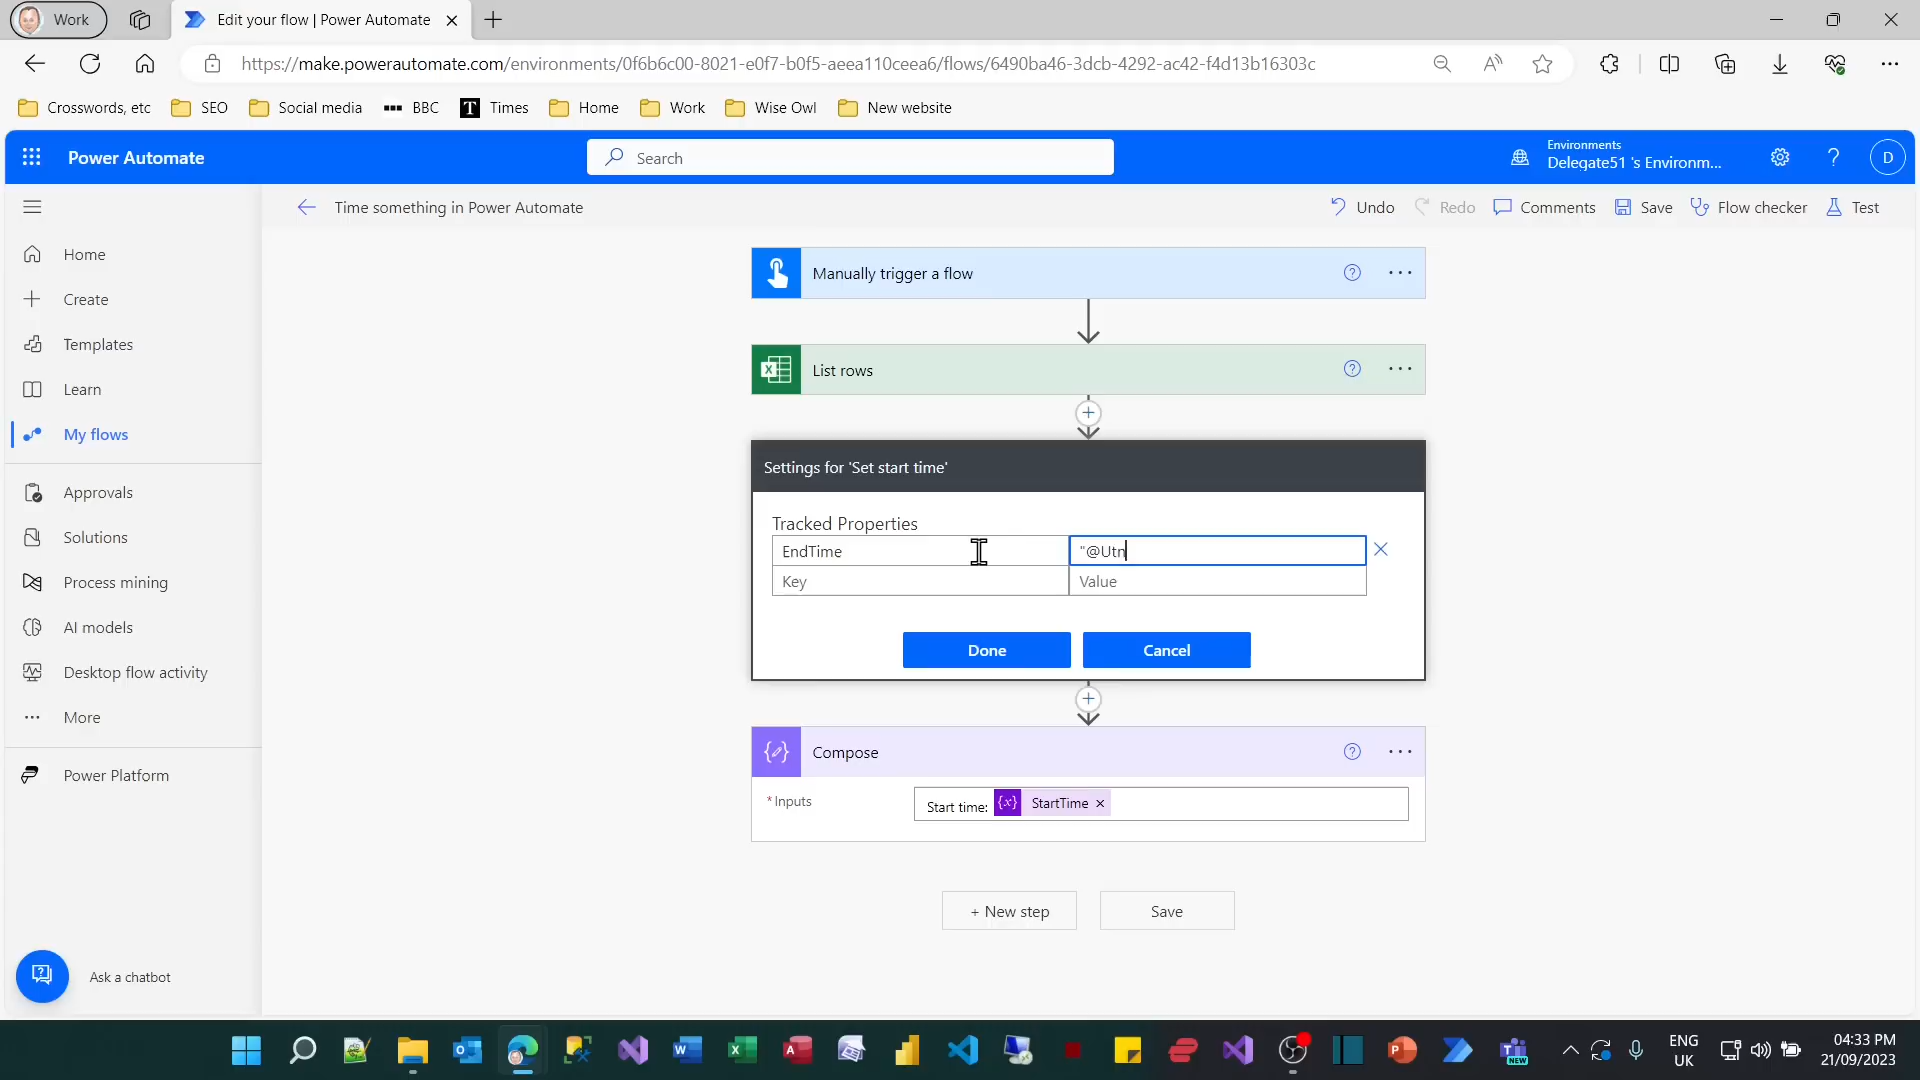 Work
Edit your flow | Power Automate
https://make.powerautomate.com/environments/0f6b6c00-8021-e0f7-b0f5-aeea110ceea6/flows/6490ba46-3dcb-4292-ac42-f4d13b16303c
Crosswords, etc SEO Social media BBC T Times Home Work Wise Owl New website
Power Automate
Search
Environments
Delegate51 's Environm...
D
Time something in Power Automate
Undo Redo Comments Save Flow checker Test
Home
Create
Templates
Learn
My flows
Approvals
Solutions
Process mining
AI models
Desktop flow activity
More
Power Platform
Ask a chatbot
Manually trigger a flow
List rows
Settings for 'Set start time'
Tracked Properties
EndTime "@Utn
Key Value
Done Cancel
Compose
* Inputs Start time: {x} StartTime ×
+ New step Save
ENG
UK
04:33 PM
21/09/2023